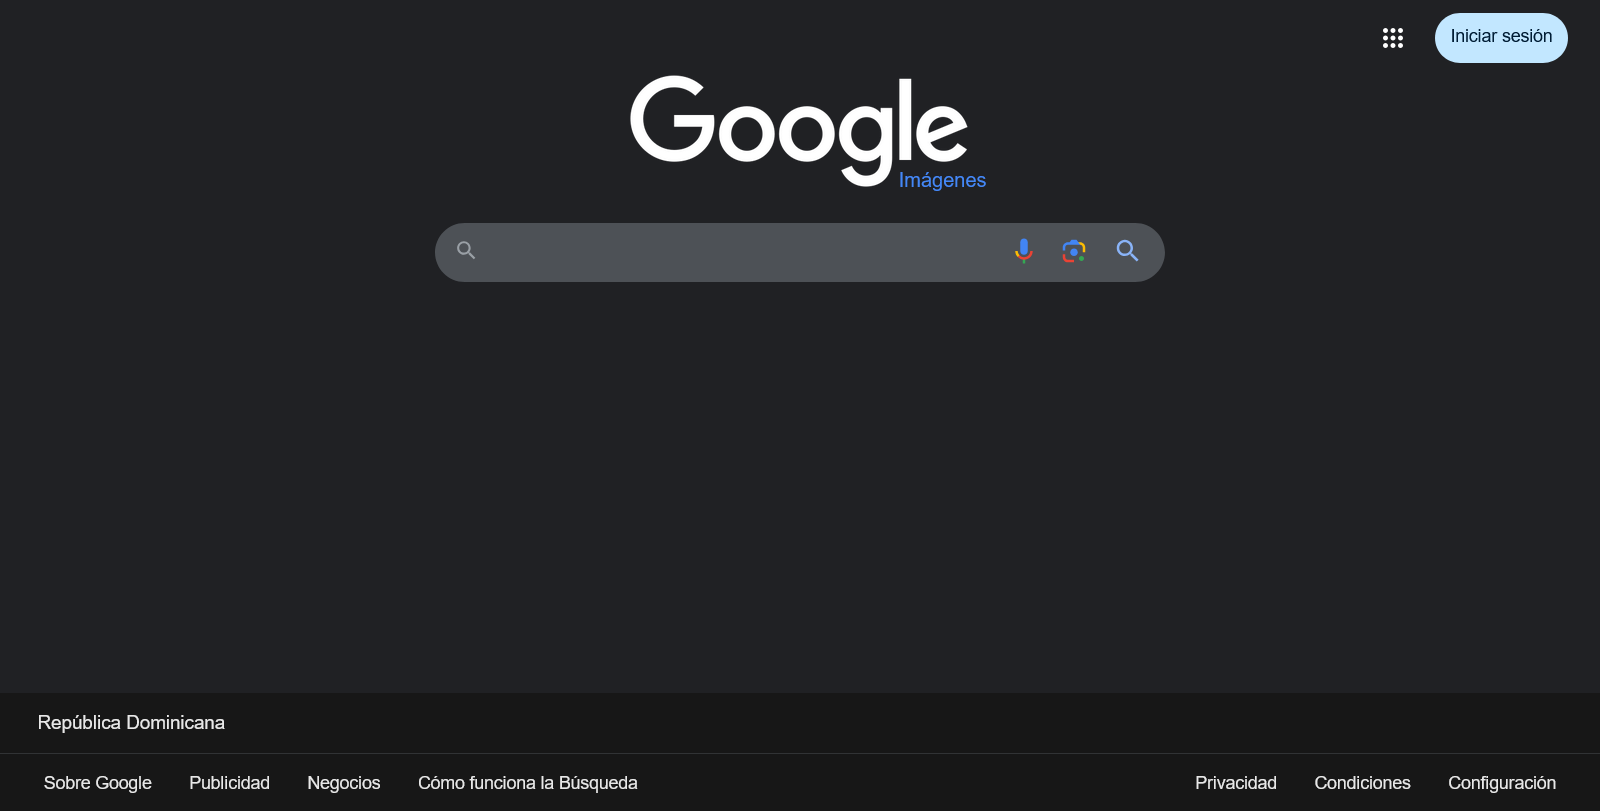 Iniciar sesión
Google
Imágenes
República Dominicana
Sobre Google Publicidad Negocios Cómo funciona la Búsqueda Privacidad Condiciones Configuración